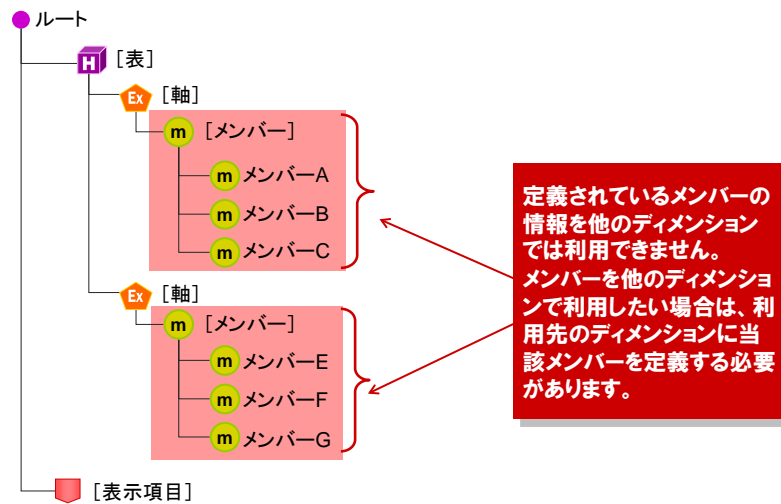 ルート
H [表]
Ex [軸]
m [メンバー]
m メンバーA
m メンバーB
m メンバーC
Ex [軸]
m [メンバー]
m メンバーE
m メンバーF
m メンバーG
[表示項目]
定義されているメンバーの
情報を他のディメンション
では利用できません。
メンバーを他のディメンショ
ンで利用したい場合は、利
用先のディメンションに当
該メンバーを定義する必要
があります。